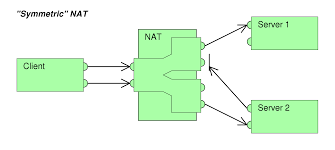 "Symmetric" NAT
NAT
Server 1
Client
Server 2